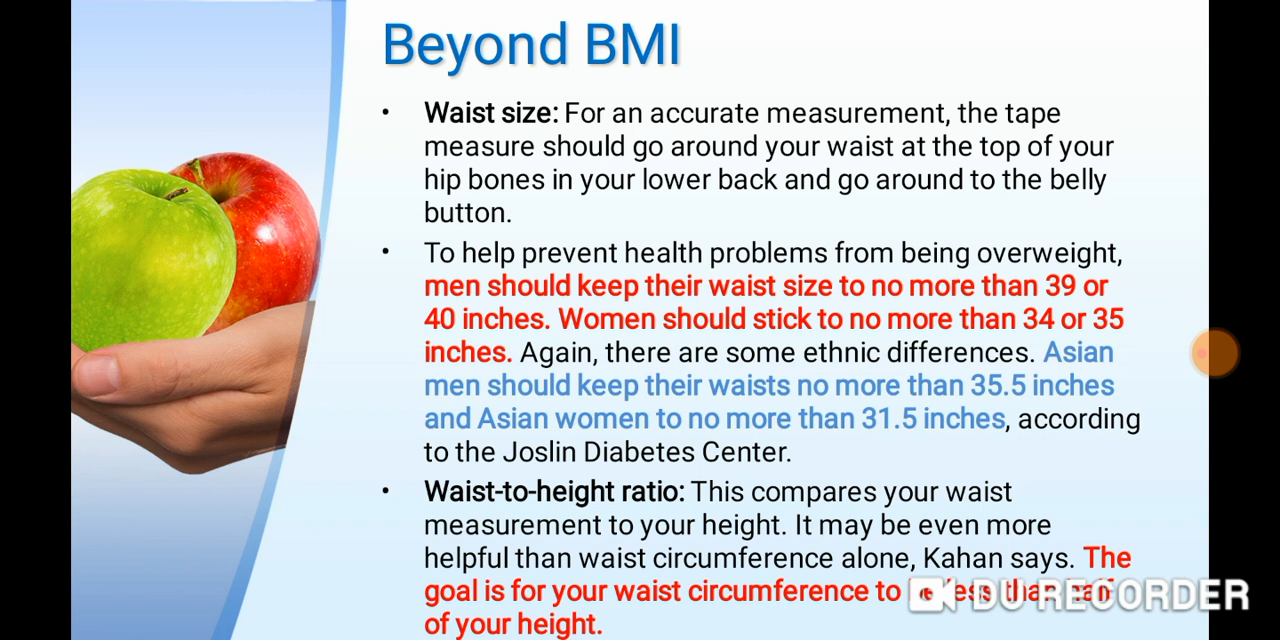 Beyond BMI
• Waist size: For an accurate measurement, the tape
measure should go around your waist at the top of your
hip bones in your lower back and go around to the belly
button.
• To help prevent health problems from being overweight,
men should keep their waist size to no more than 39 or
40 inches. Women should stick to no more than 34 or 35
inches. Again, there are some ethnic differences. Asian
men should keep their waists no more than 35.5 inches
and Asian women to no more than 31.5 inches, according
to the Joslin Diabetes Center.
• Waist-to-height ratio: This compares your waist
measurement to your height. It may be even more
helpful than waist circumference alone, Kahan says. The
goal is for your waist circumference to be less than half
of your height.
DU RECORDER